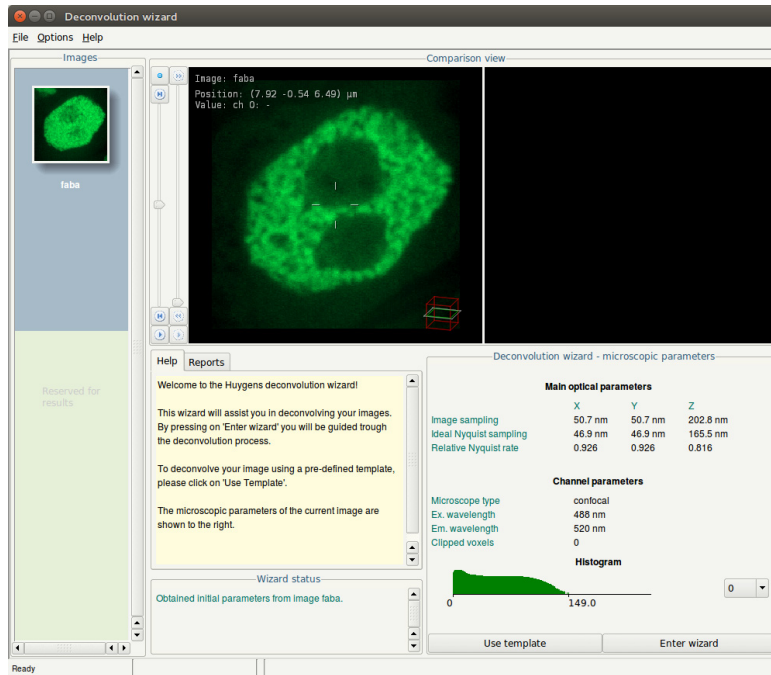 Deconvolution wizard
File Options Help
Images
Comparison view
Image: faba
Position: (7.92 -0.54 6.49) µm
Value: ch 0: -
faba
Reserved for
results
Help Reports
Welcome to the Huygens deconvolution wizard!
This wizard will assist you in deconvolving your images.
By pressing on 'Enter wizard' you will be guided trough
the deconvolution process.
To deconvolve your image using a pre-defined template,
please click on 'Use Template'.
The microscopic parameters of the current image are
shown to the right.
Wizard status
Obtained initial parameters from image faba.
Deconvolution wizard - microscopic parameters
Main optical parameters
X Y Z
Image sampling 50.7 nm 50.7 nm 202.8 nm
Ideal Nyquist sampling 46.9 nm 46.9 nm 165.5 nm
Relative Nyquist rate 0.926 0.926 0.816
Channel parameters
Microscope type confocal
Ex. wavelength 488 nm
Em. wavelength 520 nm
Clipped voxels 0
Histogram
0 149.0
0
Use template Enter wizard
Ready